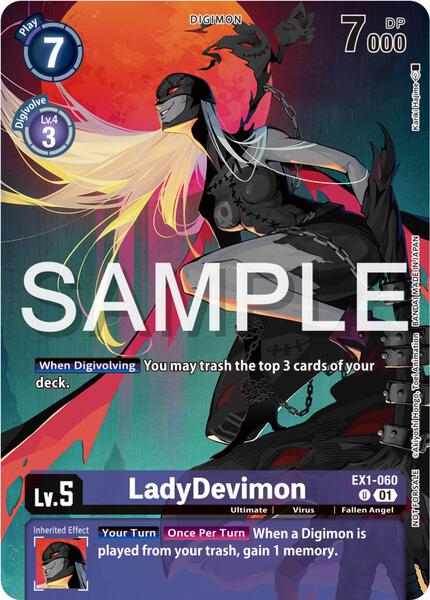 DIGIMON
Play
7
DP
7000
Digivolve
Lv.4
3
Kariki Hajime
SAMPLE
When Digivolving You may trash the top 3 cards of your
deck.
©Akiyoshi Hongo, Toei Animation BANDAI MADE IN JAPAN
NOT FOR SALE
Lv.5
LadyDevimon
EX1-060
U 01
Ultimate | Virus | Fallen Angel
Inherited Effect
Your Turn Once Per Turn When a Digimon is
played from your trash, gain 1 memory.